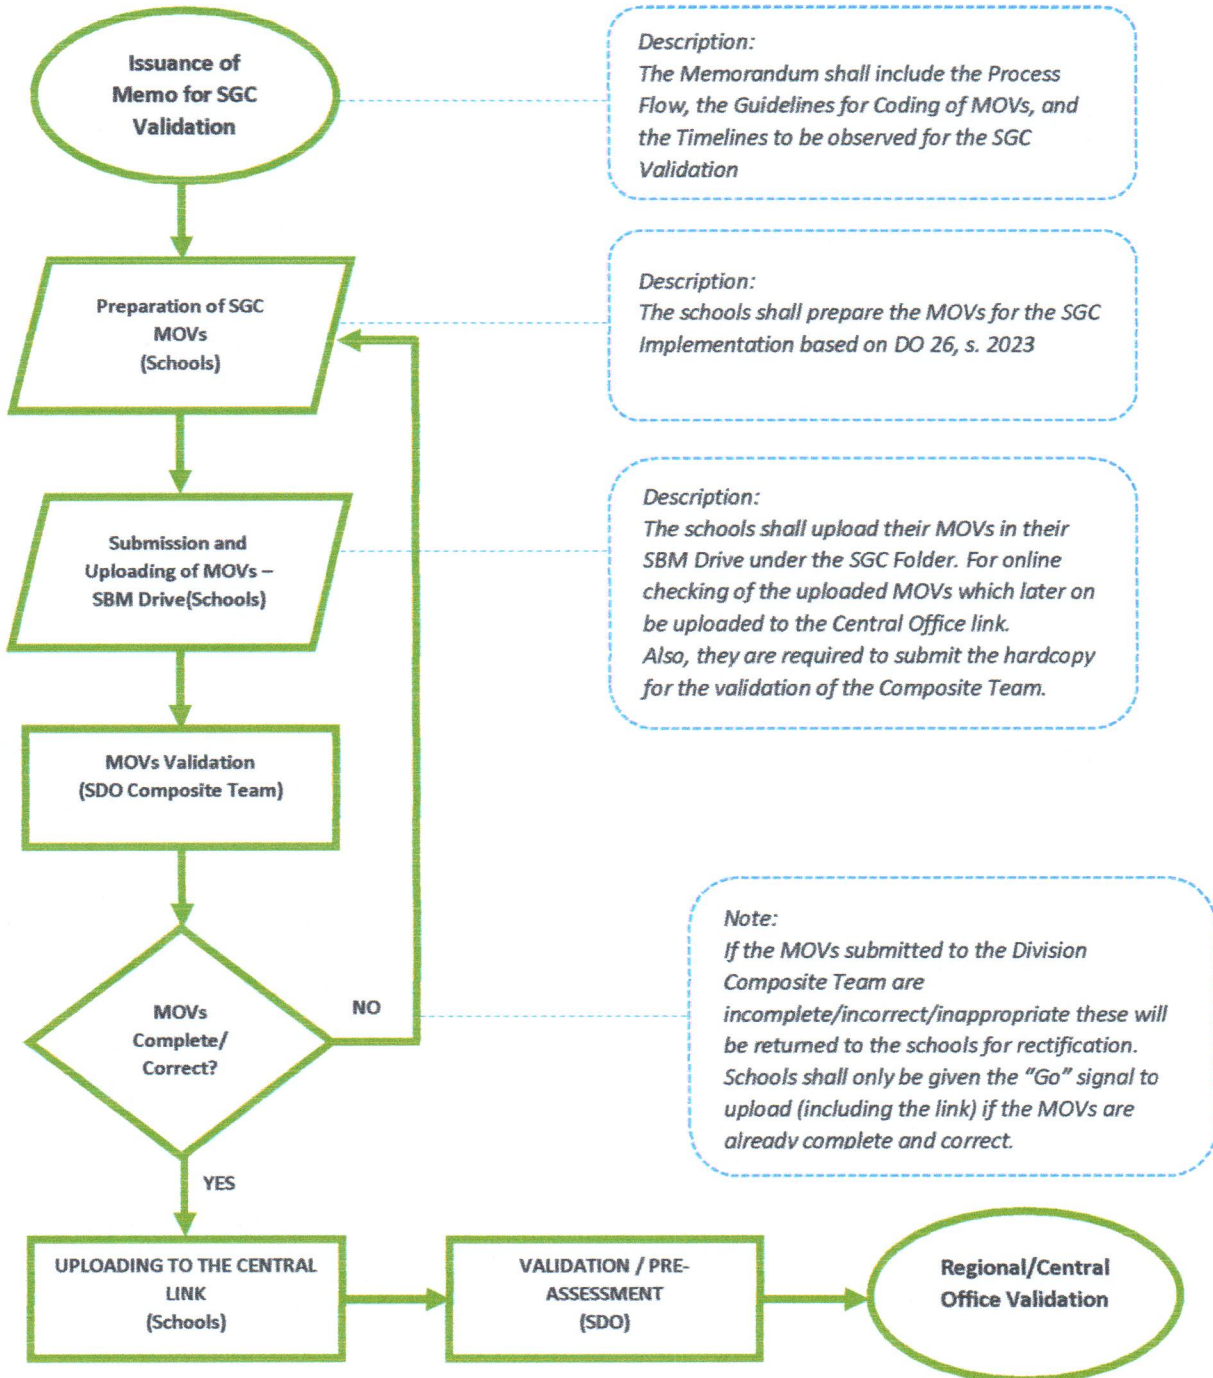 Issuance of
Memo for SGC
Validation
Description:
The Memorandum shall include the Process
Flow, the Guidelines for Coding of MOVs, and
the Timelines to be observed for the SGC
Validation
Preparation of SGC
MOVs
(Schools)
Description:
The schools shall prepare the MOVs for the SGC
Implementation based on DO 26, s. 2023
Submission and
Uploading of MOVs –
SBM Drive(Schools)
Description:
The schools shall upload their MOVs in their
SBM Drive under the SGC Folder. For online
checking of the uploaded MOVs which later on
be uploaded to the Central Office link.
Also, they are required to submit the hardcopy
for the validation of the Composite Team.
MOVs Validation
(SDO Composite Team)
MOVs
Complete/
Correct?
NO
Note:
If the MOVs submitted to the Division
Composite Team are
incomplete/incorrect/inappropriate these will
be returned to the schools for rectification.
Schools shall only be given the “Go” signal to
upload (including the link) if the MOVs are
already complete and correct.
YES
UPLOADING TO THE CENTRAL
LINK
(Schools)
VALIDATION / PRE-
ASSESSMENT
(SDO)
Regional/Central
Office Validation